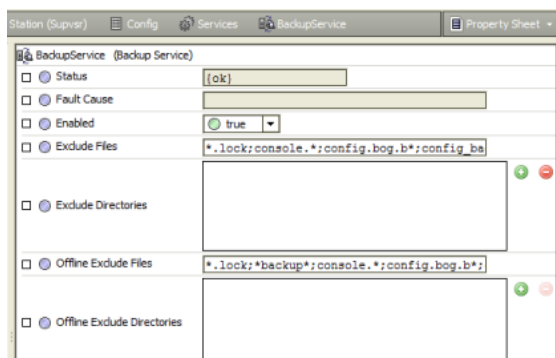 Station (Supvsr) Config Services BackupService Property Sheet
BackupService (Backup Service)
Status {ok}
Fault Cause
Enabled true
Exclude Files *.lock;console.*;config.bog.b*;config_ba
Exclude Directories
Offline Exclude Files *.lock;*backup*;console.*;config.bog.b*;
Offline Exclude Directories